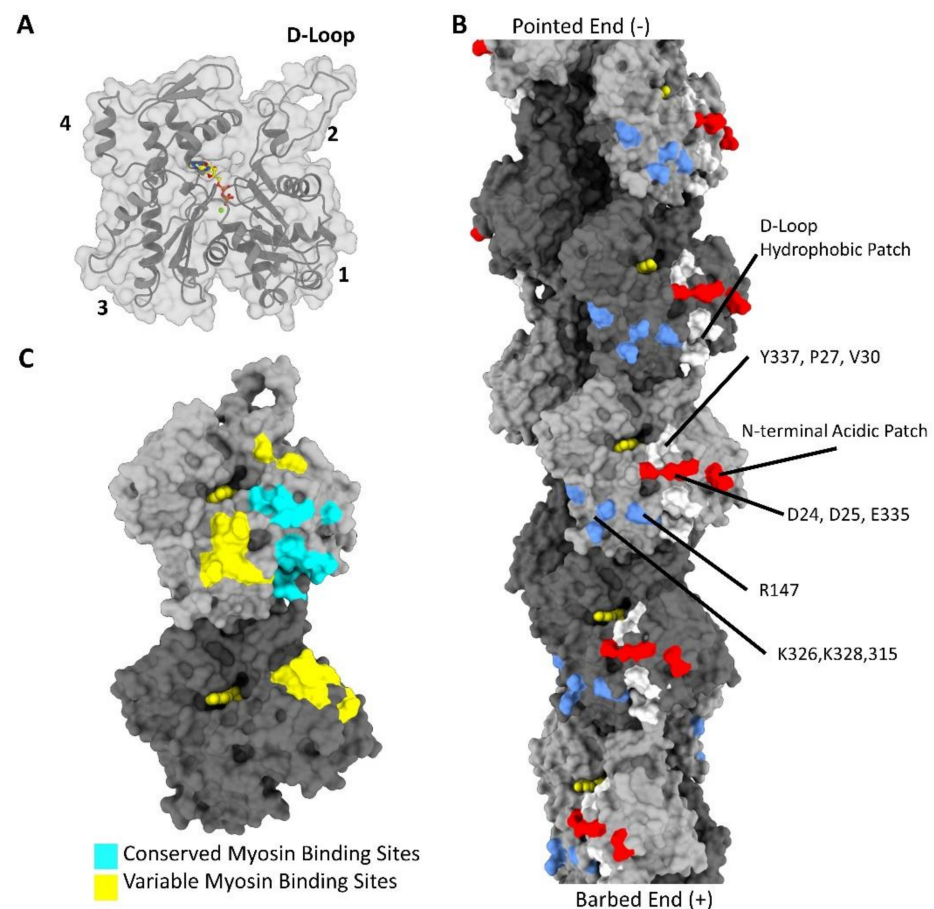 A
D-Loop
4
2
3
1
B
Pointed End (-)
D-Loop
Hydrophobic Patch
Y337, P27, V30
N-terminal Acidic Patch
D24, D25, E335
R147
K326,K328,315
Barbed End (+)
C
Conserved Myosin Binding Sites
Variable Myosin Binding Sites